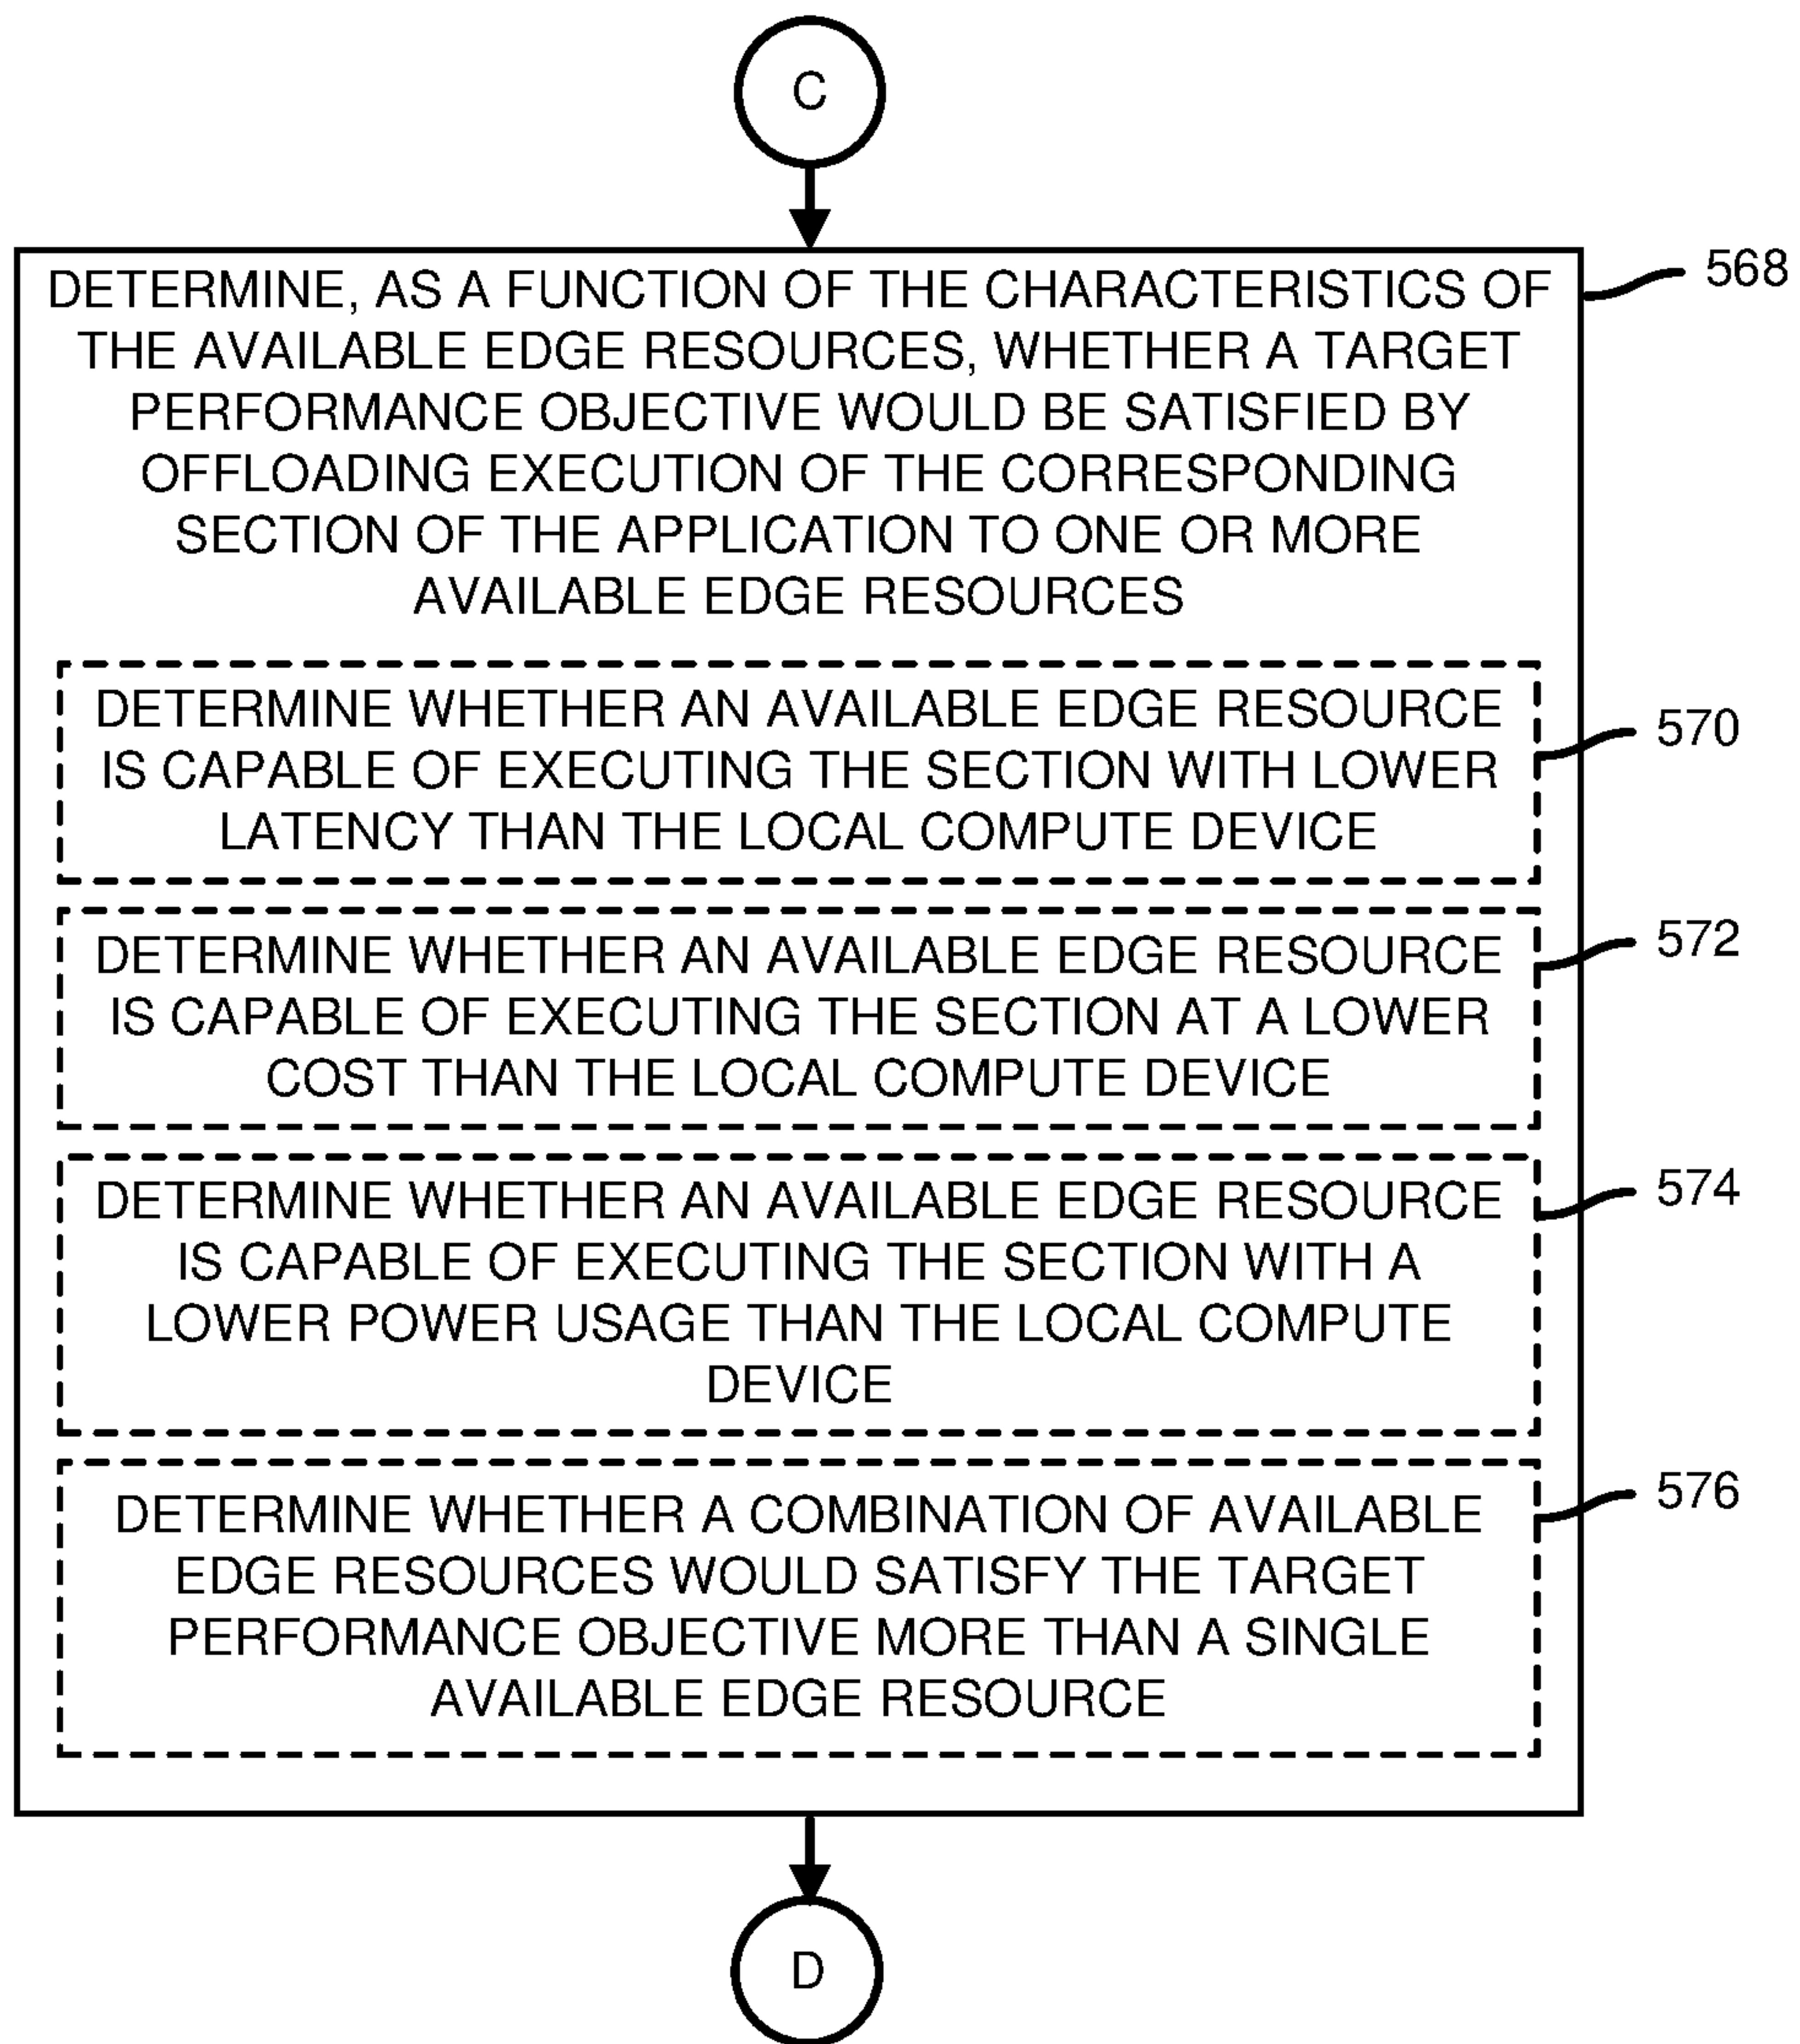 C
DETERMINE, AS A FUNCTION OF THE CHARACTERISTICS OF
THE AVAILABLE EDGE RESOURCES, WHETHER A TARGET
PERFORMANCE OBJECTIVE WOULD BE SATISFIED BY
OFFLOADING EXECUTION OF THE CORRESPONDING
SECTION OF THE APPLICATION TO ONE OR MORE
AVAILABLE EDGE RESOURCES
568
DETERMINE WHETHER AN AVAILABLE EDGE RESOURCE
IS CAPABLE OF EXECUTING THE SECTION WITH LOWER
LATENCY THAN THE LOCAL COMPUTE DEVICE
570
DETERMINE WHETHER AN AVAILABLE EDGE RESOURCE
IS CAPABLE OF EXECUTING THE SECTION AT A LOWER
COST THAN THE LOCAL COMPUTE DEVICE
572
DETERMINE WHETHER AN AVAILABLE EDGE RESOURCE
IS CAPABLE OF EXECUTING THE SECTION WITH A
LOWER POWER USAGE THAN THE LOCAL COMPUTE
DEVICE
574
DETERMINE WHETHER A COMBINATION OF AVAILABLE
EDGE RESOURCES WOULD SATISFY THE TARGET
PERFORMANCE OBJECTIVE MORE THAN A SINGLE
AVAILABLE EDGE RESOURCE
576
D